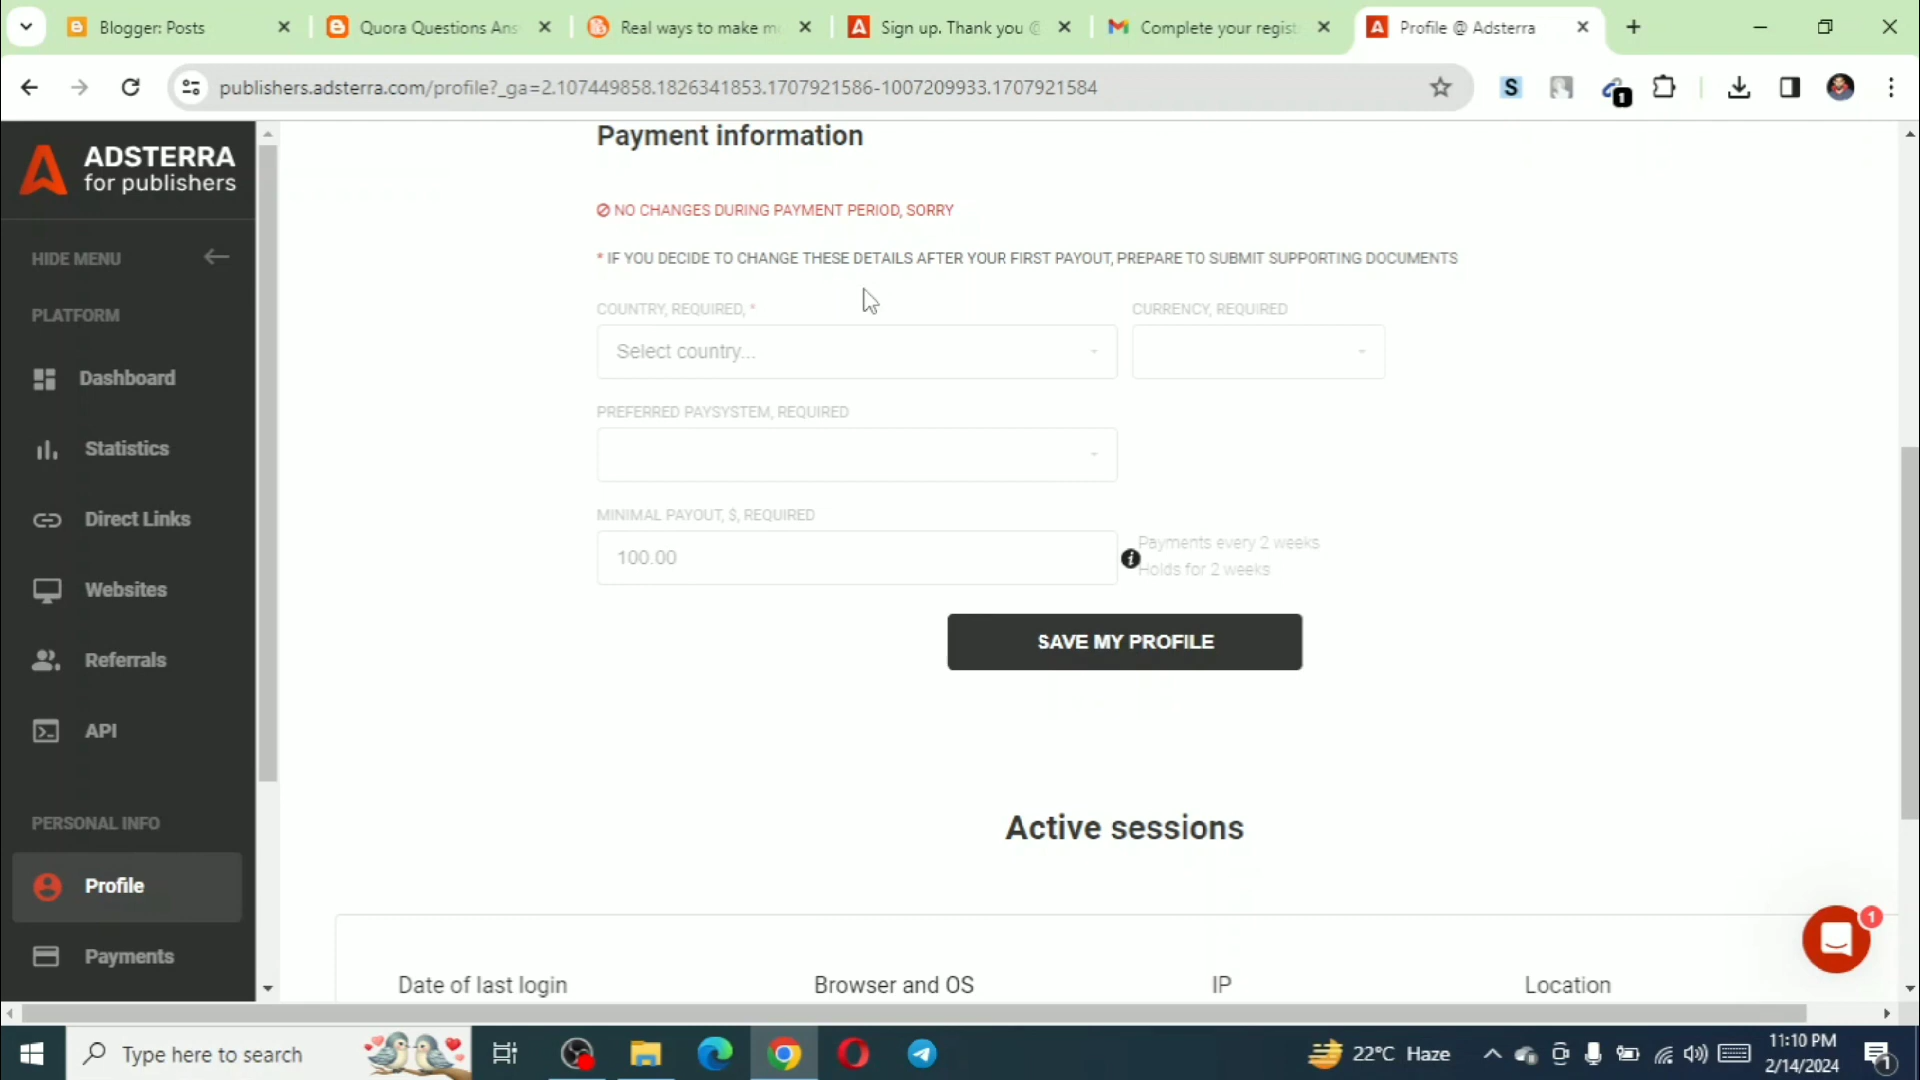 Blogger: Posts
Quora Questions Ans
Real ways to make m
Sign up. Thank you @
Complete your regist
Profile @ Adsterra
publishers.adsterra.com/profile?_ga=2.107449858.1826341853.1707921586-1007209933.1707921584
S
1
ADSTERRA
for publishers
HIDE MENU
PLATFORM
Dashboard
Statistics
Direct Links
Websites
Referrals
API
PERSONAL INFO
Profile
Payments
Payment information
NO CHANGES DURING PAYMENT PERIOD, SORRY
* IF YOU DECIDE TO CHANGE THESE DETAILS AFTER YOUR FIRST PAYOUT, PREPARE TO SUBMIT SUPPORTING DOCUMENTS
COUNTRY, REQUIRED, *
CURRENCY, REQUIRED
Select country...
PREFERRED PAYSYSTEM, REQUIRED
MINIMAL PAYOUT, $, REQUIRED
100.00
Payments every 2 weeks
Holds for 2 weeks
SAVE MY PROFILE
Active sessions
1
Date of last login
Browser and OS
IP
Location
Type here to search
22°C Haze
11:10 PM
2/14/2024
1